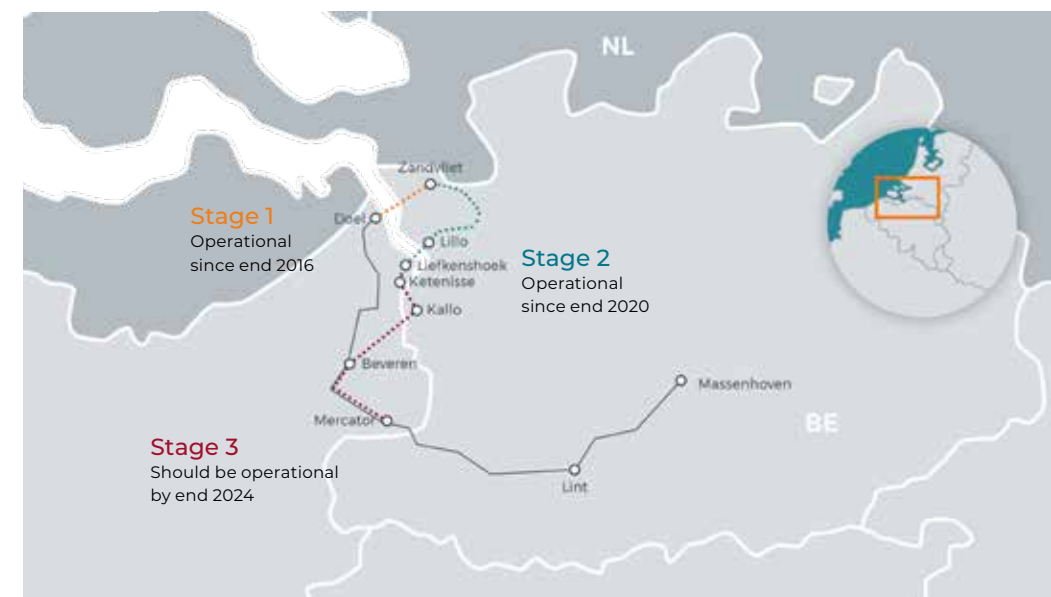 NL
Zandvliet
Stage 1
Operational
since end 2016
Doel
Lillo
Liefkenshoek
Ketenisse
Stage 2
Operational
since end 2020
Kallo
Beveren
Massenhoven
Mercator
BE
Stage 3
Should be operational
by end 2024
Lint